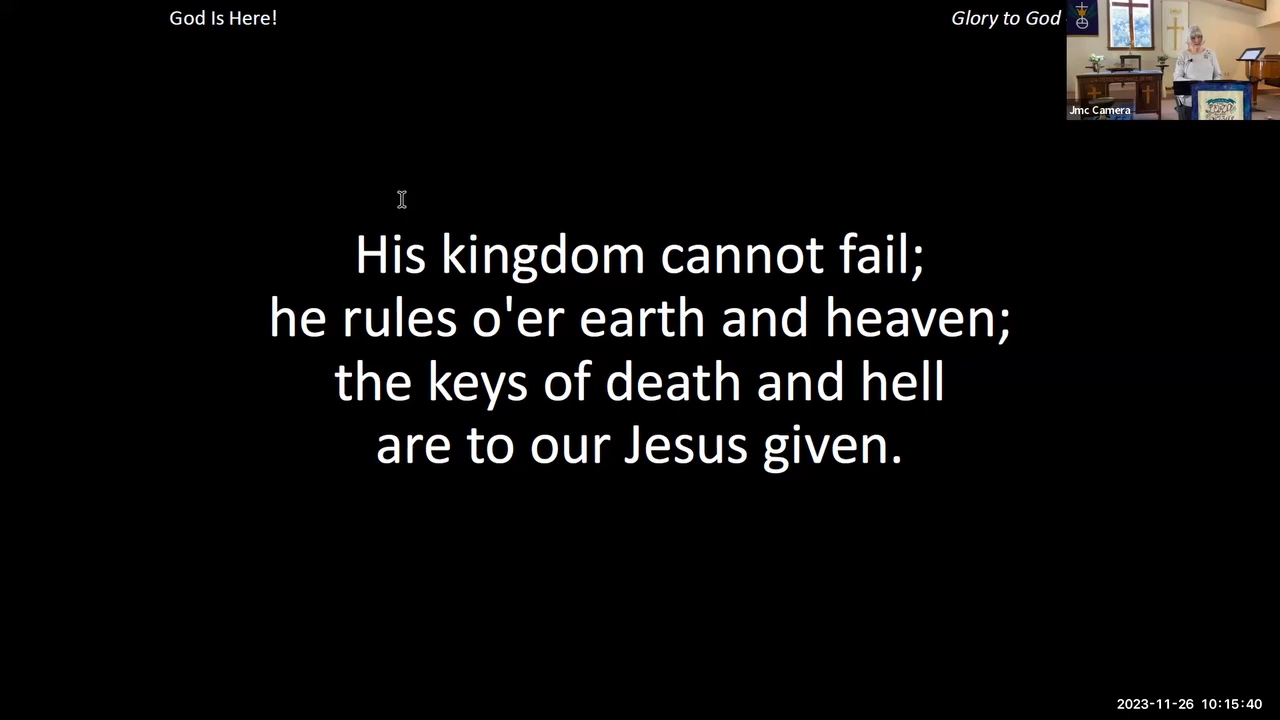 God Is Here!
Glory to God
Jmc Camera
His kingdom cannot fail;
he rules o'er earth and heaven;
the keys of death and hell
are to our Jesus given.
2023-11-26 10:15:40